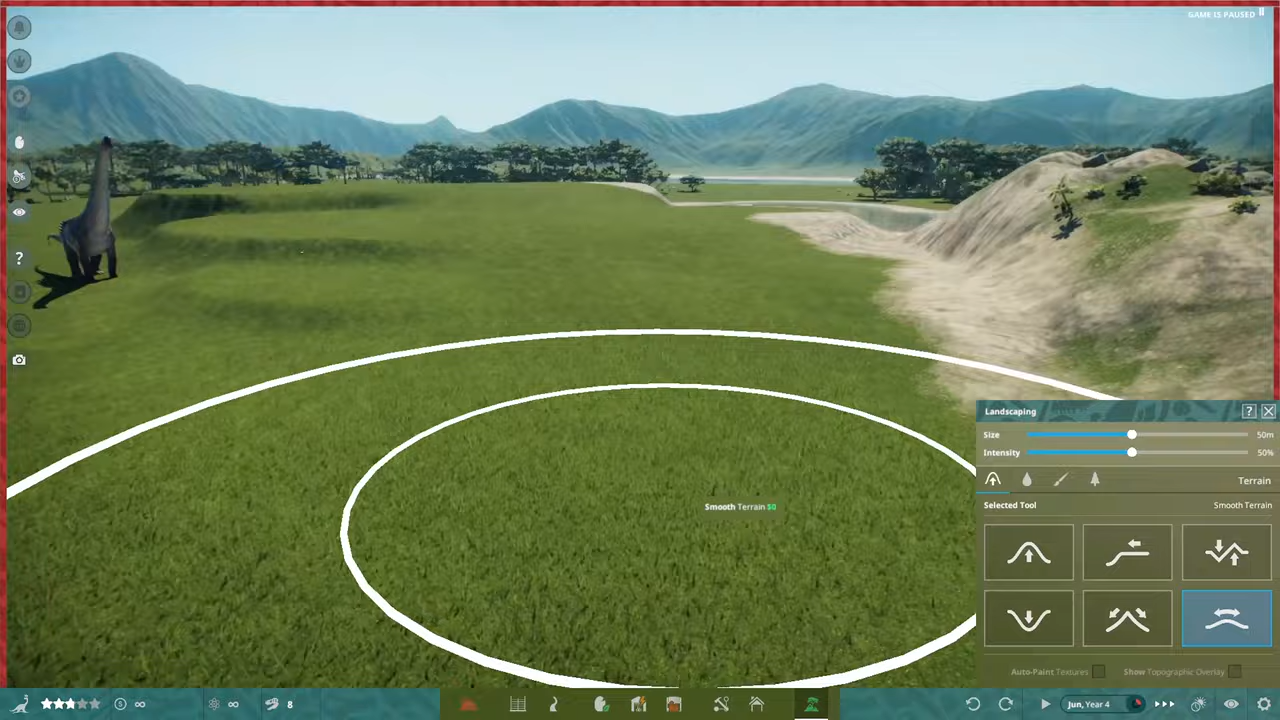 GAME IS PAUSED
?
Landscaping
?
Size 50m
Intensity 50%
Terrain
Selected Tool Smooth Terrain
Smooth Terrain $0
Auto-Paint Textures Show Topographic Overlay
$ ∞ ∞ 8
Jun, Year 4